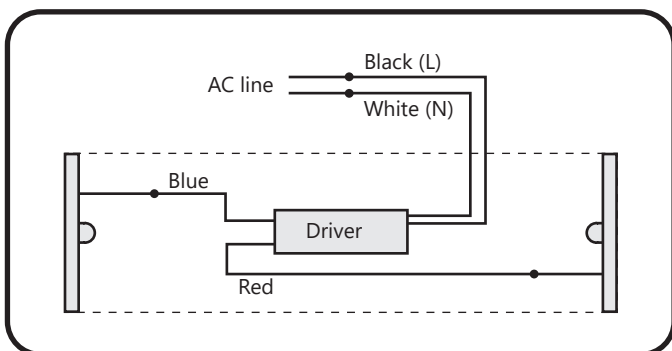 Black (L)
AC line
White (N)
Blue
Driver
Red